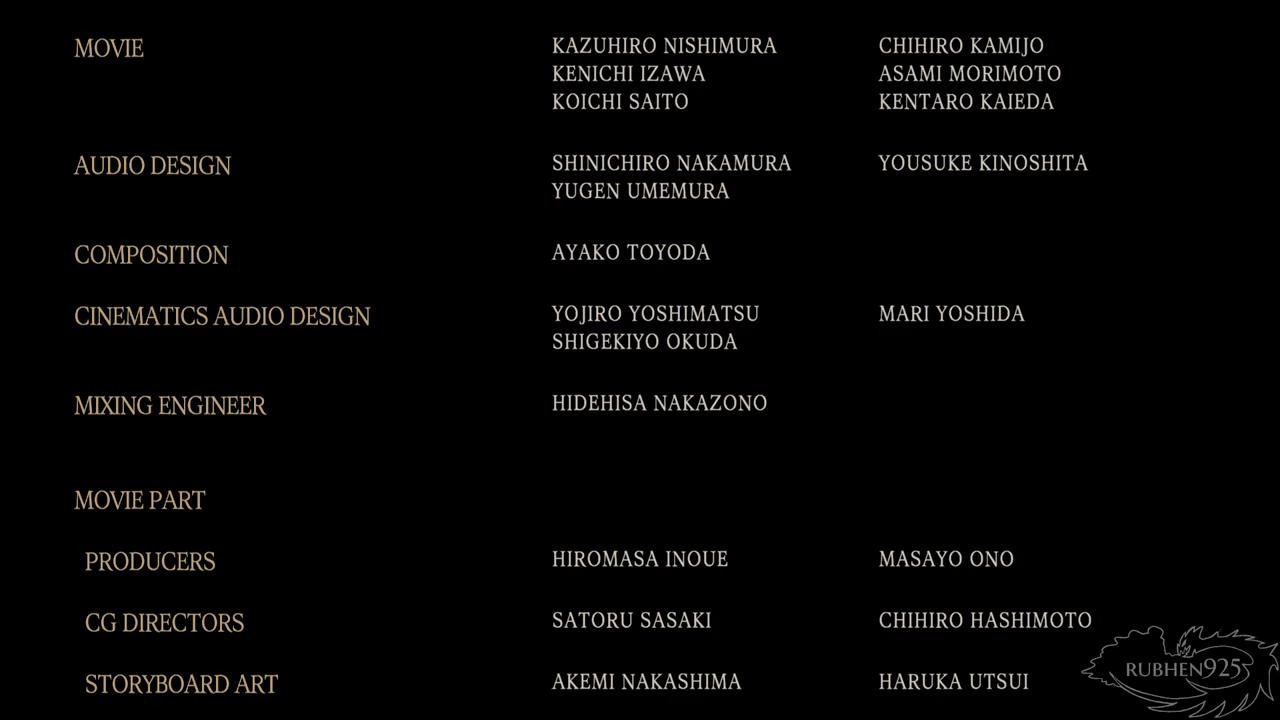 MOVIE KAZUHIRO NISHIMURA CHIHIRO KAMIJO
KENICHI IZAWA ASAMI MORIMOTO
KOICHI SAITO KENTARO KAIEDA
AUDIO DESIGN SHINICHIRO NAKAMURA YOUSUKE KINOSHITA
YUGEN UMEMURA
COMPOSITION AYAKO TOYODA
CINEMATICS AUDIO DESIGN YOJIRO YOSHIMATSU MARI YOSHIDA
SHIGEKIYO OKUDA
MIXING ENGINEER HIDEHISA NAKAZONO
MOVIE PART
PRODUCERS HIROMASA INOUE MASAYO ONO
CG DIRECTORS SATORU SASAKI CHIHIRO HASHIMOTO
STORYBOARD ART AKEMI NAKASHIMA HARUKA UTSUI
RUBHEN925